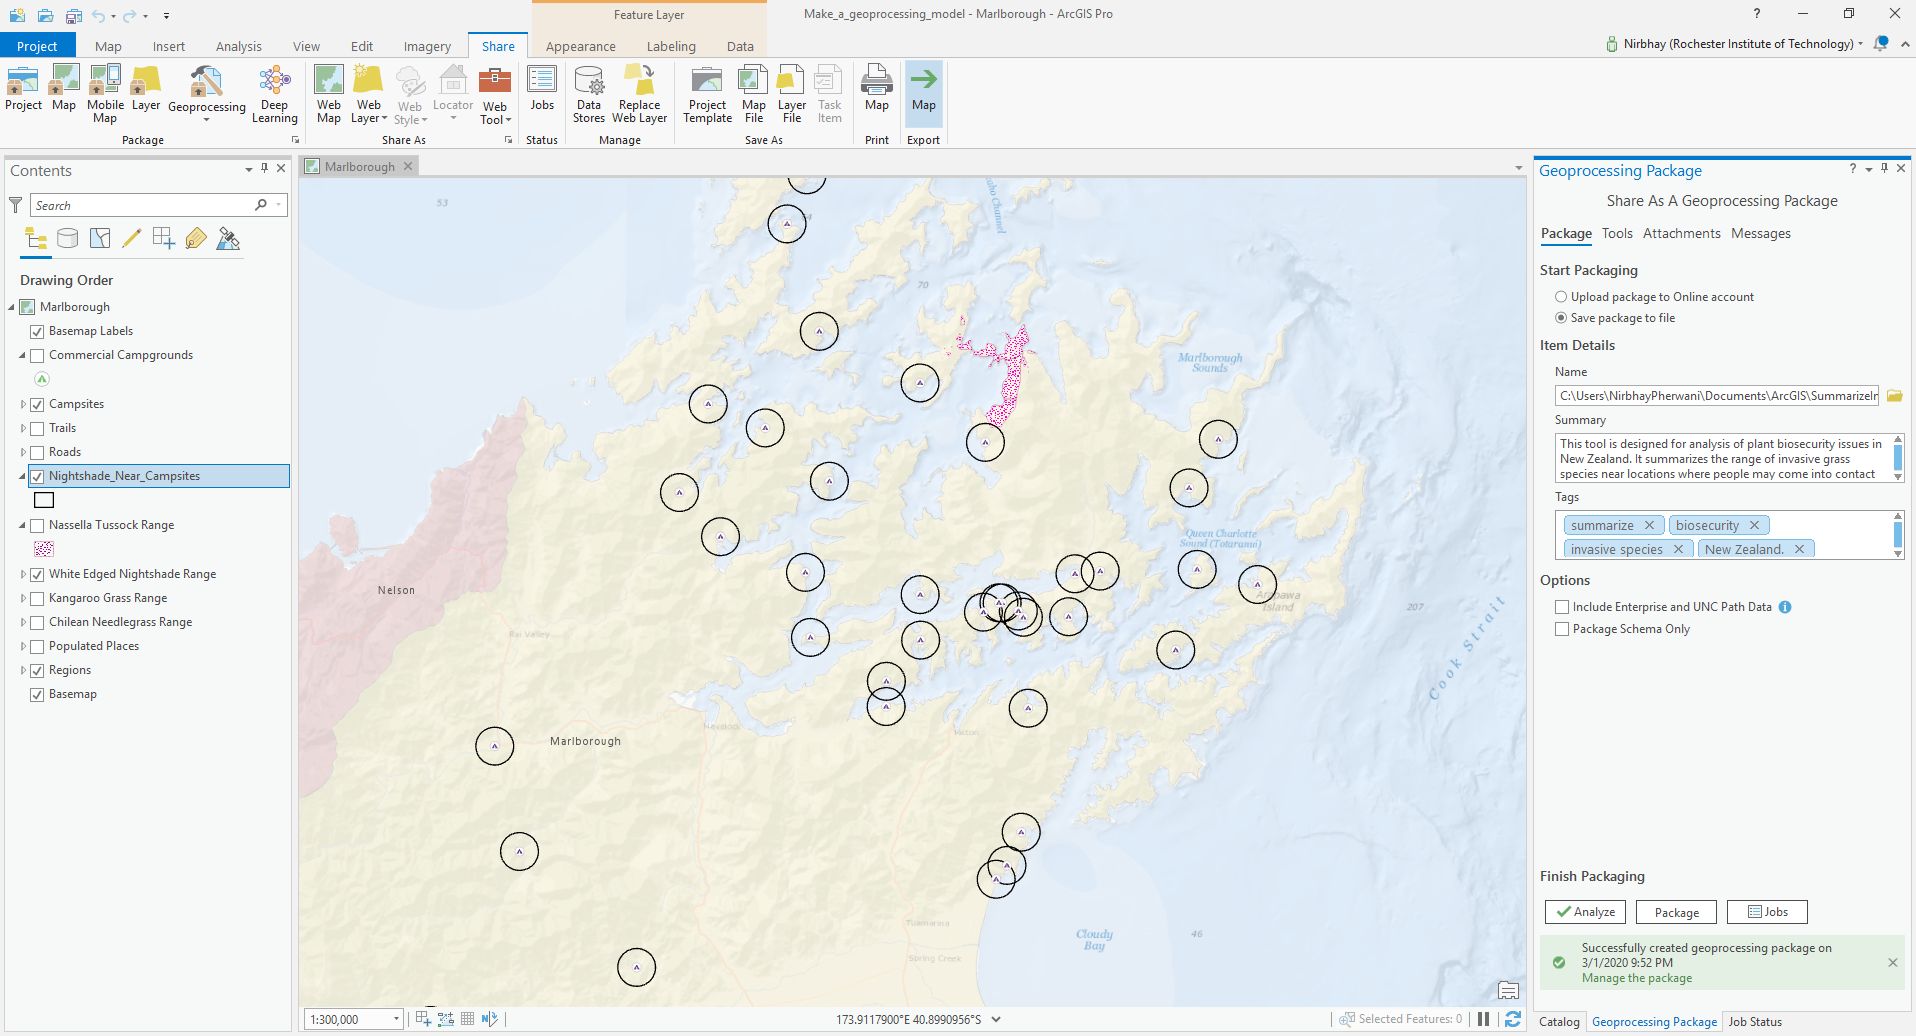 Feature Layer
Make_a_geoprocessing_model - Marlborough - ArcGIS Pro
?
Project
Map
Insert
Analysis
View
Edit
Imagery
Share
Appearance
Labeling
Data
Nirbhay (Rochester Institute of Technology)
Project
Map
Mobile Map
Layer
Geoprocessing
Deep Learning
Package
Web Map
Web Layer
Web Style
Locator
Web Tool
Share As
Jobs
Status
Data Stores
Replace Web Layer
Manage
Project Template
Map File
Layer File
Task Item
Save As
Map
Print
Map
Export
Contents
Search
Drawing Order
Marlborough
Basemap Labels
Commercial Campgrounds
Campsites
Trails
Roads
Nightshade_Near_Campsites
Nassella Tussock Range
White Edged Nightshade Range
Kangaroo Grass Range
Chilean Needlegrass Range
Populated Places
Regions
Basemap
Marlborough
53
70
Marlborough
Sounds
Queen Charlotte
Sound (Totaranui)
Nelson
Arapawa
Island
207
Rai Valley
Cook Strait
Havelock
Picton
Marlborough
Tuamarina
Cloudy
Bay
46
Spring Creek
1:300,000
173.9117900°E 40.8990956°S
Selected Features: 0
Geoprocessing Package
?
Share As A Geoprocessing Package
Package
Tools
Attachments
Messages
Start Packaging
Upload package to Online account
Save package to file
Item Details
Name
C:\Users\NirbhayPherwani\Documents\ArcGIS\SummarizeIn
Summary
This tool is designed for analysis of plant biosecurity issues in
New Zealand. It summarizes the range of invasive grass
species near locations where people may come into contact
Tags
summarize
biosecurity
invasive species
New Zealand.
Options
Include Enterprise and UNC Path Data
Package Schema Only
Finish Packaging
Analyze
Package
Jobs
Successfully created geoprocessing package on
3/1/2020 9:52 PM
Manage the package
Catalog
Geoprocessing Package
Job Status